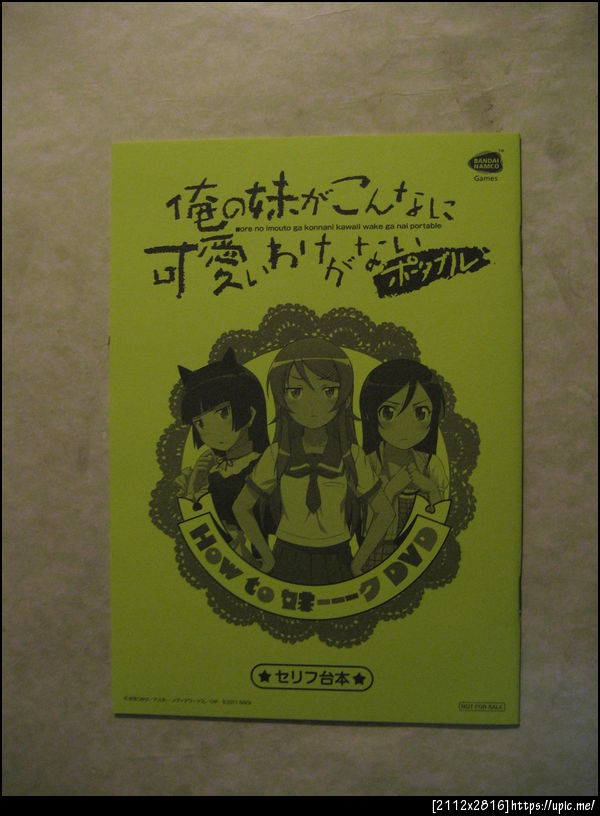 BANDAI
NAMCO
Games
俺の妹がこんなに
ore no imouto ga konnani kawaii wake ga nai portable
可愛いわけがない
ポータブル
How to 妹ーーーク DVD
★セリフ台本★
NOT FOR SALE
[2112x2816]https://upic.me/